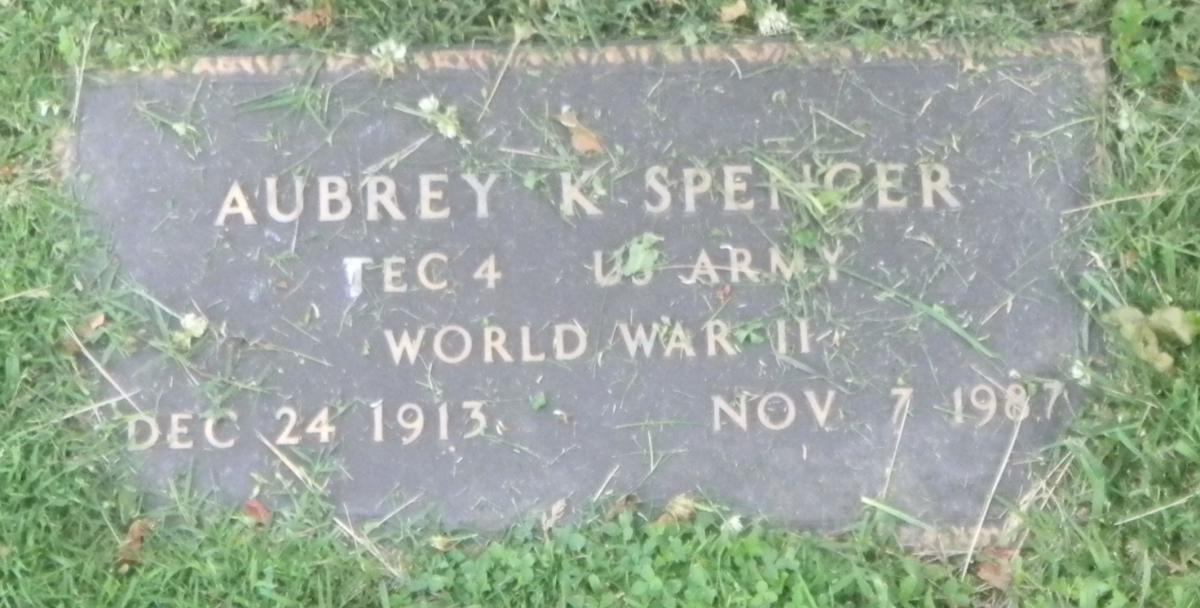 AUBREY K SPENCER
TEC 4 US ARMY
WORLD WAR II
DEC 24 1913 NOV 7 1987